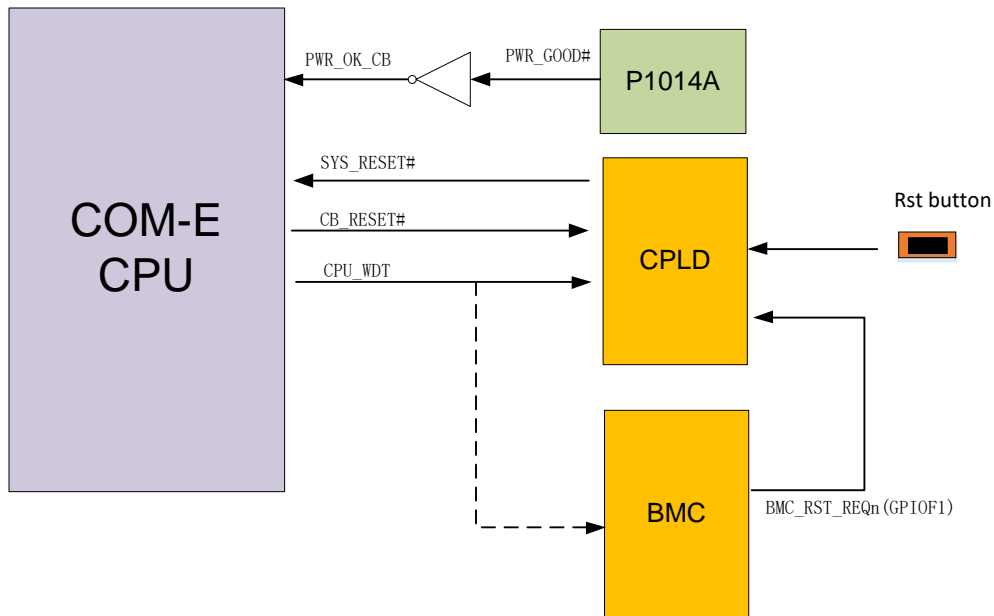 PWR_OK_CB
PWR_GOOD#
P1014A
SYS_RESET#
COM-E
CPU
CB_RESET#
CPU_WDT
CPLD
Rst button
BMC
BMC_RST_REQn(GPIOF1)